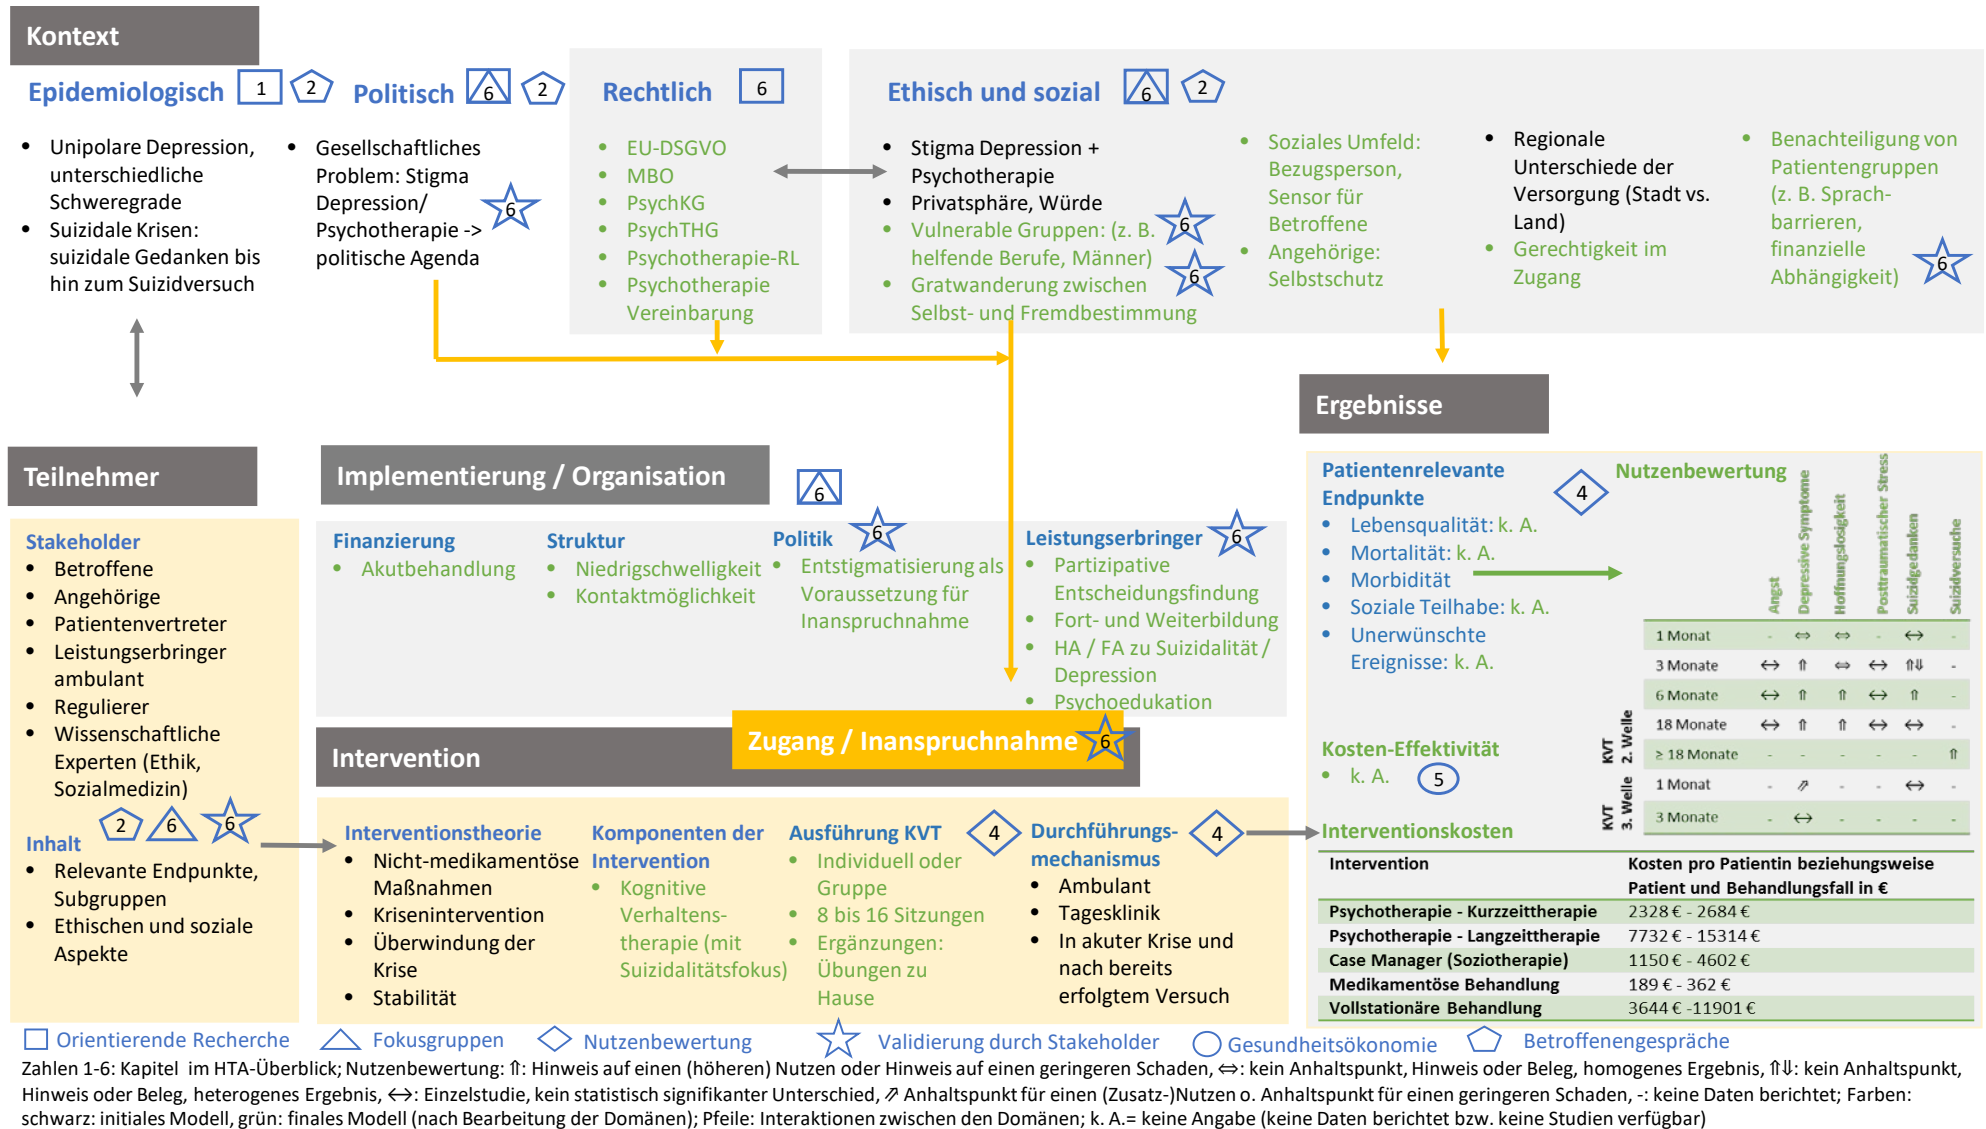 Kontext
Epidemiologisch 1 2
Unipolare Depression,
unterschiedliche
Schweregrade
Suizidale Krisen:
suizidale Gedanken bis
hin zum Suizidversuch
Politisch 6 2
Gesellschaftliches
Problem: Stigma
Depression/
Psychotherapie ->
politische Agenda
6
Rechtlich 6
EU-DSGVO
MBO
PsychKG
PsychTHG
Psychotherapie-RL
Psychotherapie
Vereinbarung
Ethisch und sozial 6 2
Stigma Depression +
Psychotherapie
Privatsphäre, Würde
Vulnerable Gruppen: (z. B. 6
helfende Berufe, Männer)
Gratwanderung zwischen 6
Selbst- und Fremdbestimmung
Soziales Umfeld:
Bezugsperson,
Sensor für
Betroffene
Angehörige:
Selbstschutz
Regionale
Unterschiede der
Versorgung (Stadt vs.
Land)
Gerechtigkeit im
Zugang
Benachteiligung von
Patientengruppen
(z. B. Sprach-
barrieren,
finanzielle
Abhängigkeit) 6
Teilnehmer
Stakeholder
Betroffene
Angehörige
Patientenvertreter
Leistungserbringer
ambulant
Regulierer
Wissenschaftliche
Experten (Ethik,
Sozialmedizin)
2 6 6
Inhalt
Relevante Endpunkte,
Subgruppen
Ethischen und soziale
Aspekte
Implementierung / Organisation 6
Finanzierung
Akutbehandlung
Struktur
Niedrigschwelligkeit
Kontaktmöglichkeit
Politik 6
Entstigmatisierung als
Voraussetzung für
Inanspruchnahme
Leistungserbringer 6
Partizipative
Entscheidungsfindung
Fort- und Weiterbildung
HA / FA zu Suizidalität /
Depression
Psychoedukation
Zugang / Inanspruchnahme 6
Intervention
Interventionstheorie
Nicht-medikamentöse
Maßnahmen
Krisenintervention
Überwindung der
Krise
Stabilität
Komponenten der
Intervention
Kognitive
Verhaltens-
therapie (mit
Suizidalitätsfokus)
Ausführung KVT 4
Individuell oder
Gruppe
8 bis 16 Sitzungen
Ergänzungen:
Übungen zu
Hause
Durchführungs-
mechanismus 4
Ambulant
Tagesklinik
In akuter Krise und
nach bereits
erfolgtem Versuch
Ergebnisse
Patientenrelevante
Endpunkte 4
Lebensqualität: k. A.
Mortalität: k. A.
Morbidität
Soziale Teilhabe: k. A.
Unerwünschte
Ereignisse: k. A.
Kosten-Effektivität
k. A. 5
Nutzenbewertung
Angst
Depressive Symptome
Hoffnungslosigkeit
Posttraumatischer Stress
Suizidgedanken
Suizidversuche
KVT
2. Welle
1 Monat - ⇔ ⇔ - ↔ -
3 Monate ↔ ⇑ ⇔ ↔ ⇑⇓ -
6 Monate ↔ ⇑ ⇑ ↔ ⇑ -
18 Monate ↔ ⇑ ⇑ ↔ ↔ -
≥ 18 Monate - - - - - ⇑
KVT
3. Welle
1 Monat - ⇗ - - ↔ -
3 Monate - ↔ - - - -
Interventionskosten
Intervention Kosten pro Patientin beziehungsweise
Patient und Behandlungsfall in €
Psychotherapie - Kurzzeittherapie 2328 € - 2684 €
Psychotherapie - Langzeittherapie 7732 € - 15314 €
Case Manager (Soziotherapie) 1150 € - 4602 €
Medikamentöse Behandlung 189 € - 362 €
Vollstationäre Behandlung 3644 € -11901 €
Orientierende Recherche Fokusgruppen Nutzenbewertung Validierung durch Stakeholder Gesundheitsökonomie Betroffenengespräche
Zahlen 1-6: Kapitel im HTA-Überblick; Nutzenbewertung: ⇑: Hinweis auf einen (höheren) Nutzen oder Hinweis auf einen geringeren Schaden, ⇔: kein Anhaltspunkt, Hinweis oder Beleg, homogenes Ergebnis, ⇑⇓: kein Anhaltspunkt,
Hinweis oder Beleg, heterogenes Ergebnis, ↔: Einzelstudie, kein statistisch signifikanter Unterschied, ⇗ Anhaltspunkt für einen (Zusatz-)Nutzen o. Anhaltspunkt für einen geringeren Schaden, -: keine Daten berichtet; Farben:
schwarz: initiales Modell, grün: finales Modell (nach Bearbeitung der Domänen); Pfeile: Interaktionen zwischen den Domänen; k. A.= keine Angabe (keine Daten berichtet bzw. keine Studien verfügbar)